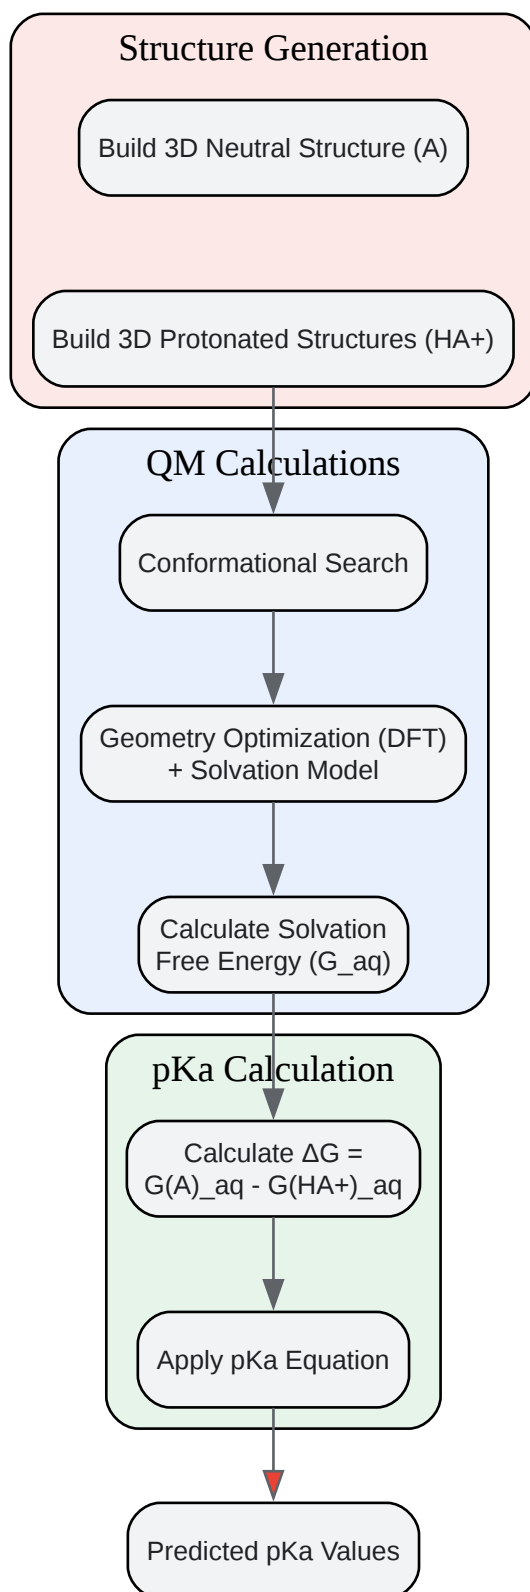 Structure Generation
Build 3D Neutral Structure (A)
Build 3D Protonated Structures (HA+)
QM Calculations
Conformational Search
Geometry Optimization (DFT)
+ Solvation Model
Calculate Solvation
Free Energy (G_aq)
pKa Calculation
Calculate ΔG =
G(A)_aq - G(HA+)_aq
Apply pKa Equation
Predicted pKa Values